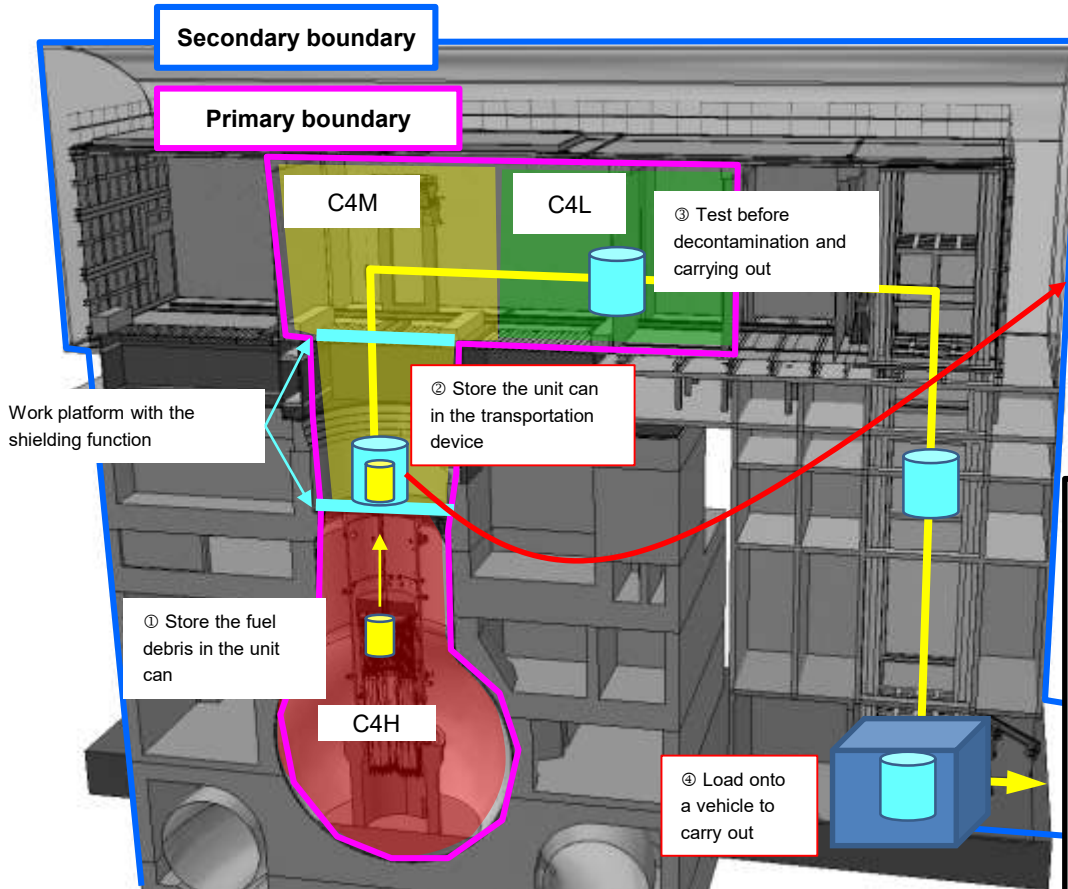 Secondary boundary
Primary boundary
C4M
C4L
③ Test before
decontamination and
carrying out
Work platform with the
shielding function
② Store the unit can
in the transportation
device
① Store the fuel
debris in the unit
can
C4H
④ Load onto
a vehicle to
carry out